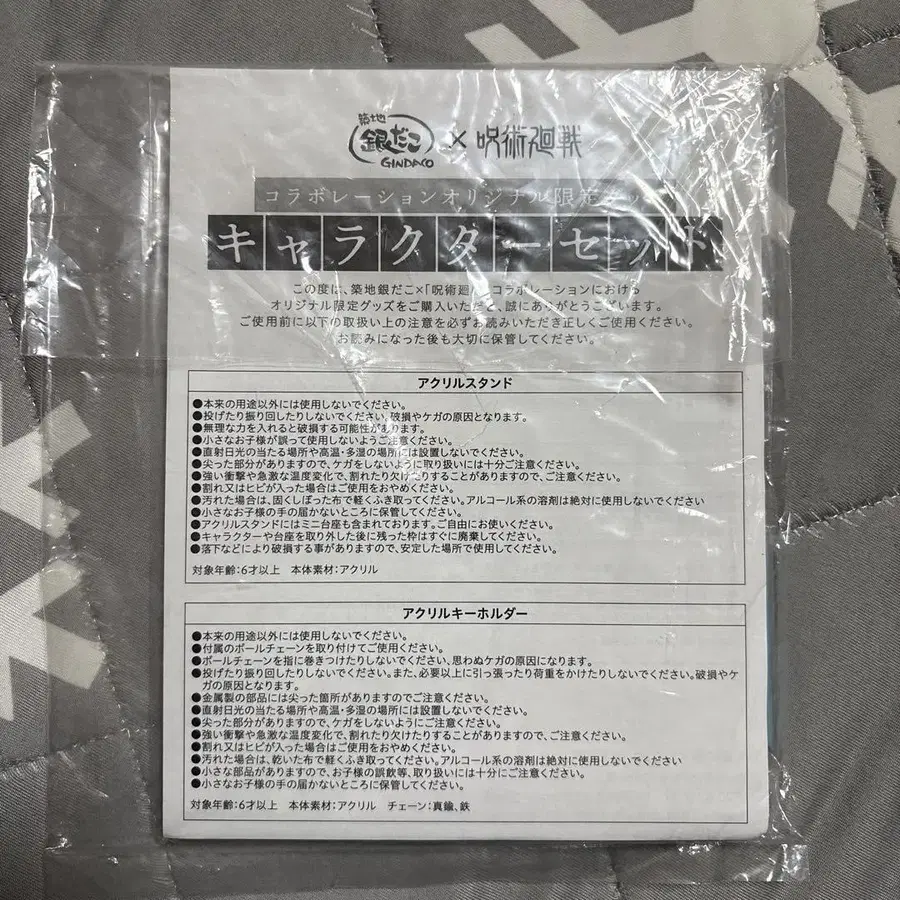 築地
銀だこ × 呪術廻戦
GINDACO
コラボレーションオリジナル限定
キャラクターセット
この度は、築地銀だこ×「呪術廻 コラボレーションにおける
オリジナル限定グッズをご購入いただき、誠にありがとうございます。
ご使用前に以下の取扱い上の注意を必ずお読みいただき正しくご使用ください。
お読みになった後も大切に保管してください。
アクリルスタンド
●本来の用途以外には使用しないでください。
●投げたり振り回したりしないでください。破損やケガの原因となります。
●無理な力を入れると破損する可能性があります。
●小さなお子様が誤って使用しないようご注意ください。
●直射日光の当たる場所や高温・多湿の場所には設置しないでください。
●尖った部分がありますので、ケガをしないように取り扱いには十分ご注意ください。
●強い衝撃や急激な温度変化で、割れたり欠けたりすることがありますので、ご注意ください。
●割れ又はヒビが入った場合はご使用をおやめください。
●汚れた場合は、固くしぼった布で軽くふき取ってください。アルコール系の溶剤は絶対に使用しないでください
●小さなお子様の手の届かないところに保管してください。
●アクリルスタンドにはミニ台座も含まれております。ご自由にお使いください。
●キャラクターや台座を取り外した後に残った枠はすぐに廃棄してください。
●落下などにより破損する事がありますので、安定した場所で使用してください。
対象年齢:6才以上 本体素材:アクリル
アクリルキーホルダー
●本来の用途以外には使用しないでください。
●付属のボールチェーンを取り付けてご使用ください。
●ボールチェーンを指に巻きつけたりしないでください、思わぬケガの原因になります。
●投げたり振り回したりしないでください。また、必要以上に引っ張ったり荷重をかけたりしないでください。破損やケ
ガの原因となります。
●金属製の部品には尖った箇所がありますのでご注意ください。
●直射日光の当たる場所や高温・多湿の場所には設置しないでください。
●尖った部分がありますので、ケガをしないようにご注意ください。
●強い衝撃や急激な温度変化で、割れたり欠けたりすることがありますので、ご注意ください。
●割れ又はヒビが入った場合はご使用をおやめください。
●汚れた場合は、乾いた布で軽くふき取ってください。アルコール系の溶剤は絶対に使用しないでください
●小さな部品がありますので、お子様の誤飲等、取り扱いには十分にご注意ください。
●小さなお子様の手の届かないところに保管してください。
対象年齢:6才以上 本体素材:アクリル チェーン:真鍮、鉄